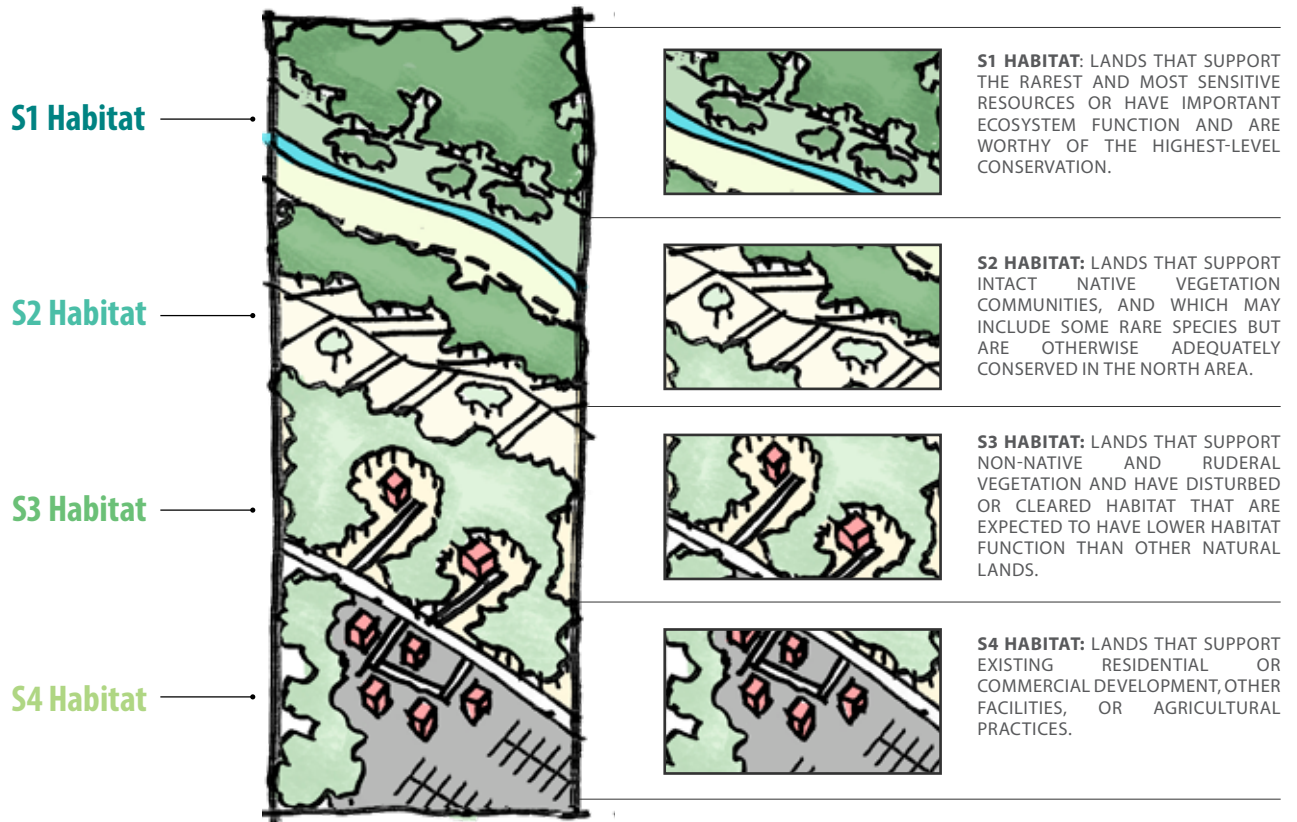 S1 Habitat
S1 HABITAT: LANDS THAT SUPPORT
THE RAREST AND MOST SENSITIVE
RESOURCES OR HAVE IMPORTANT
ECOSYSTEM FUNCTION AND ARE
WORTHY OF THE HIGHEST-LEVEL
CONSERVATION.
S2 Habitat
S2 HABITAT: LANDS THAT SUPPORT
INTACT NATIVE VEGETATION
COMMUNITIES, AND WHICH MAY
INCLUDE SOME RARE SPECIES BUT
ARE OTHERWISE ADEQUATELY
CONSERVED IN THE NORTH AREA.
S3 Habitat
S3 HABITAT: LANDS THAT SUPPORT
NON-NATIVE AND RUDERAL
VEGETATION AND HAVE DISTURBED
OR CLEARED HABITAT THAT ARE
EXPECTED TO HAVE LOWER HABITAT
FUNCTION THAN OTHER NATURAL
LANDS.
S4 Habitat
S4 HABITAT: LANDS THAT SUPPORT
EXISTING RESIDENTIAL OR
COMMERCIAL DEVELOPMENT, OTHER
FACILITIES, OR AGRICULTURAL
PRACTICES.